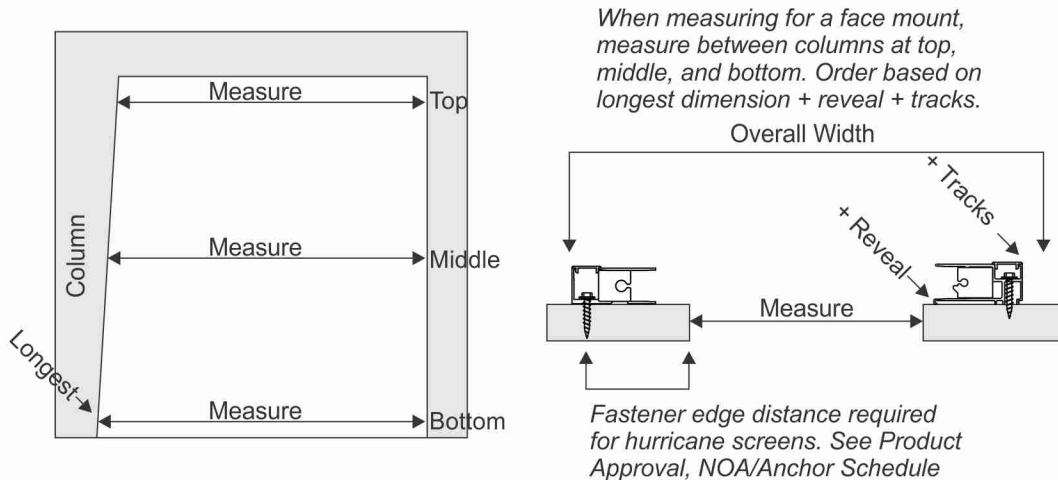 Measure
Top
Measure
Middle
Column
Longest
Measure
Bottom
When measuring for a face mount,
measure between columns at top,
middle, and bottom. Order based on
longest dimension + reveal + tracks.
Overall Width
+ Tracks
+ Reveal
Measure
Fastener edge distance required
for hurricane screens. See Product
Approval, NOA/Anchor Schedule